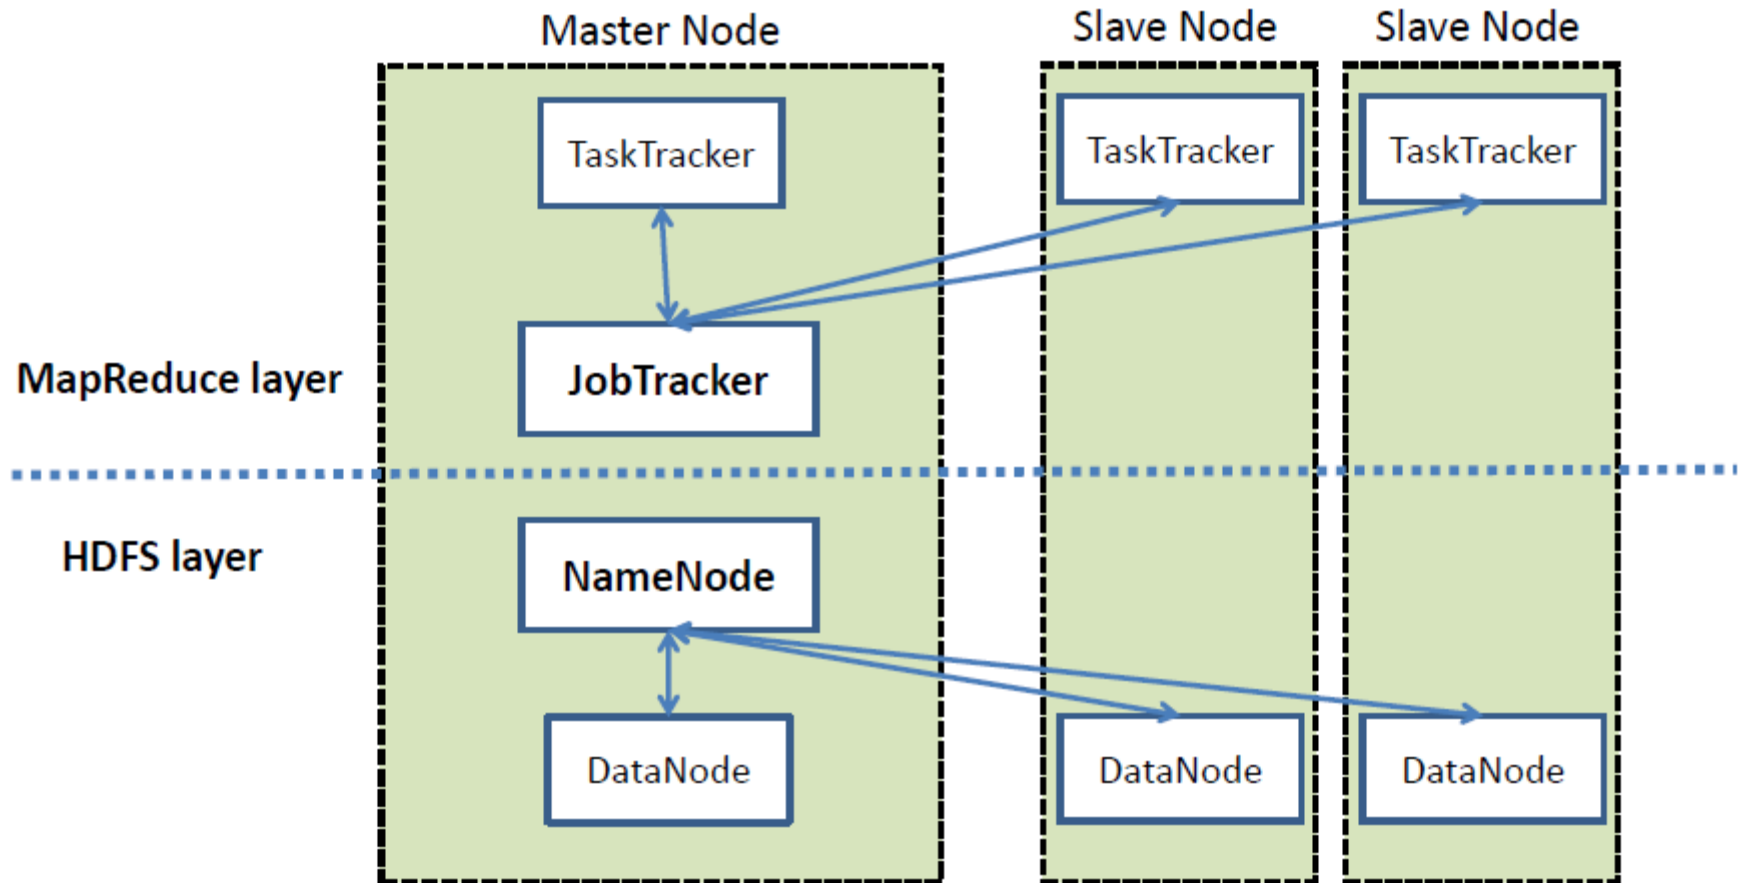 Master Node
Slave Node
Slave Node
TaskTracker
TaskTracker
TaskTracker
MapReduce layer
JobTracker
HDFS layer
NameNode
DataNode
DataNode
DataNode